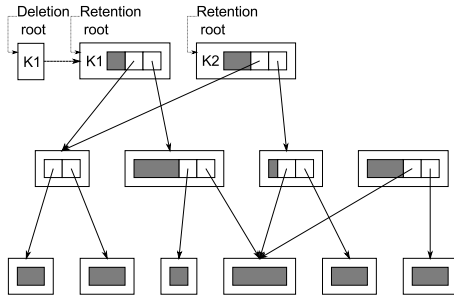 Deletion root
Retention root
Retention root
K1
K1
K2